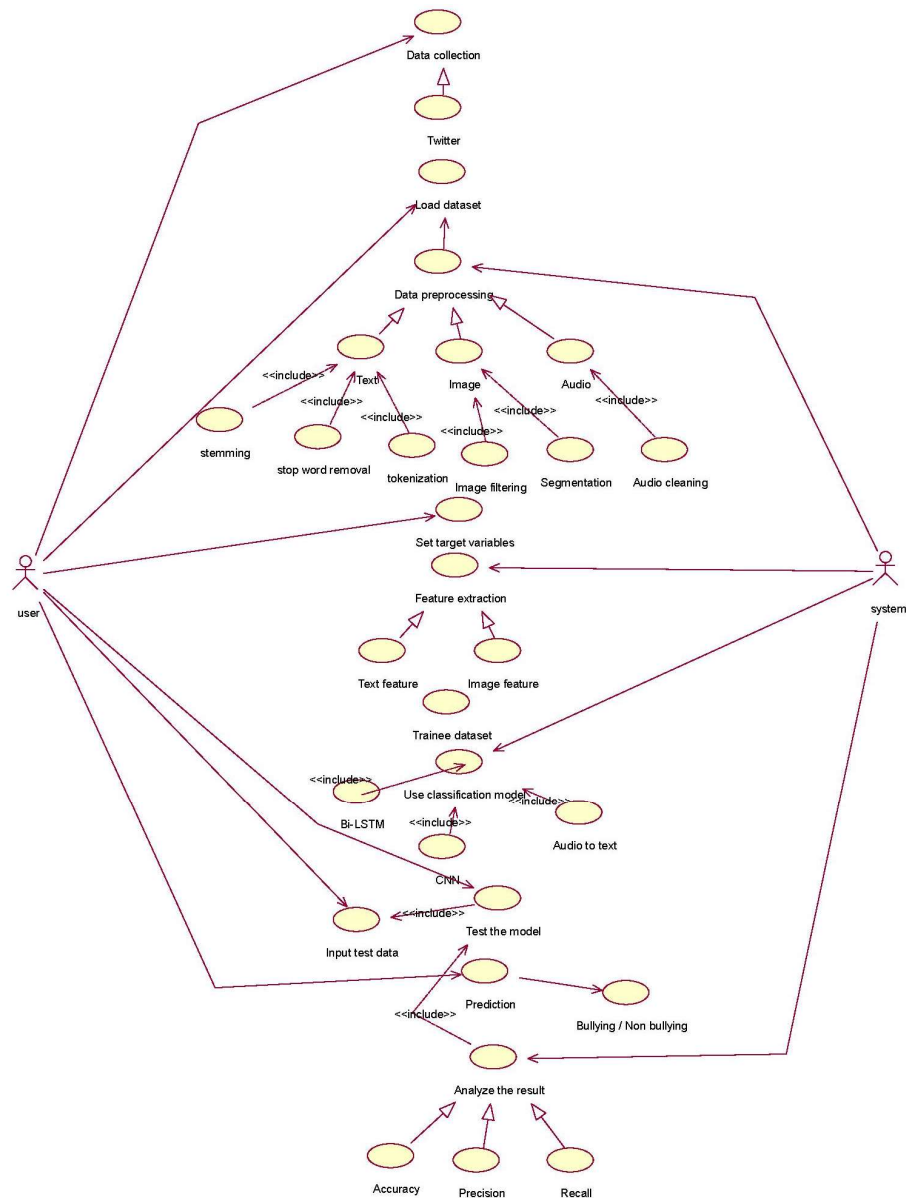 Data collection
Twitter
Load dataset
Data preprocessing
<<include>>
Text
Image
Audio
<<include>>
<<include>>
<<include>>
<<include>>
<<include>>
stemming
stop word removal
tokenization
Image filtering
Segmentation
Audio cleaning
Set target variables
user
system
Feature extraction
Text feature
Image feature
Trainee dataset
<<include>>
Use classification model
<<include>>
Bi-LSTM
<<include>>
Audio to text
CNN
<<include>>
Input test data
Test the model
Prediction
<<include>>
Bullying / Non bullying
Analyze the result
Accuracy
Precision
Recall